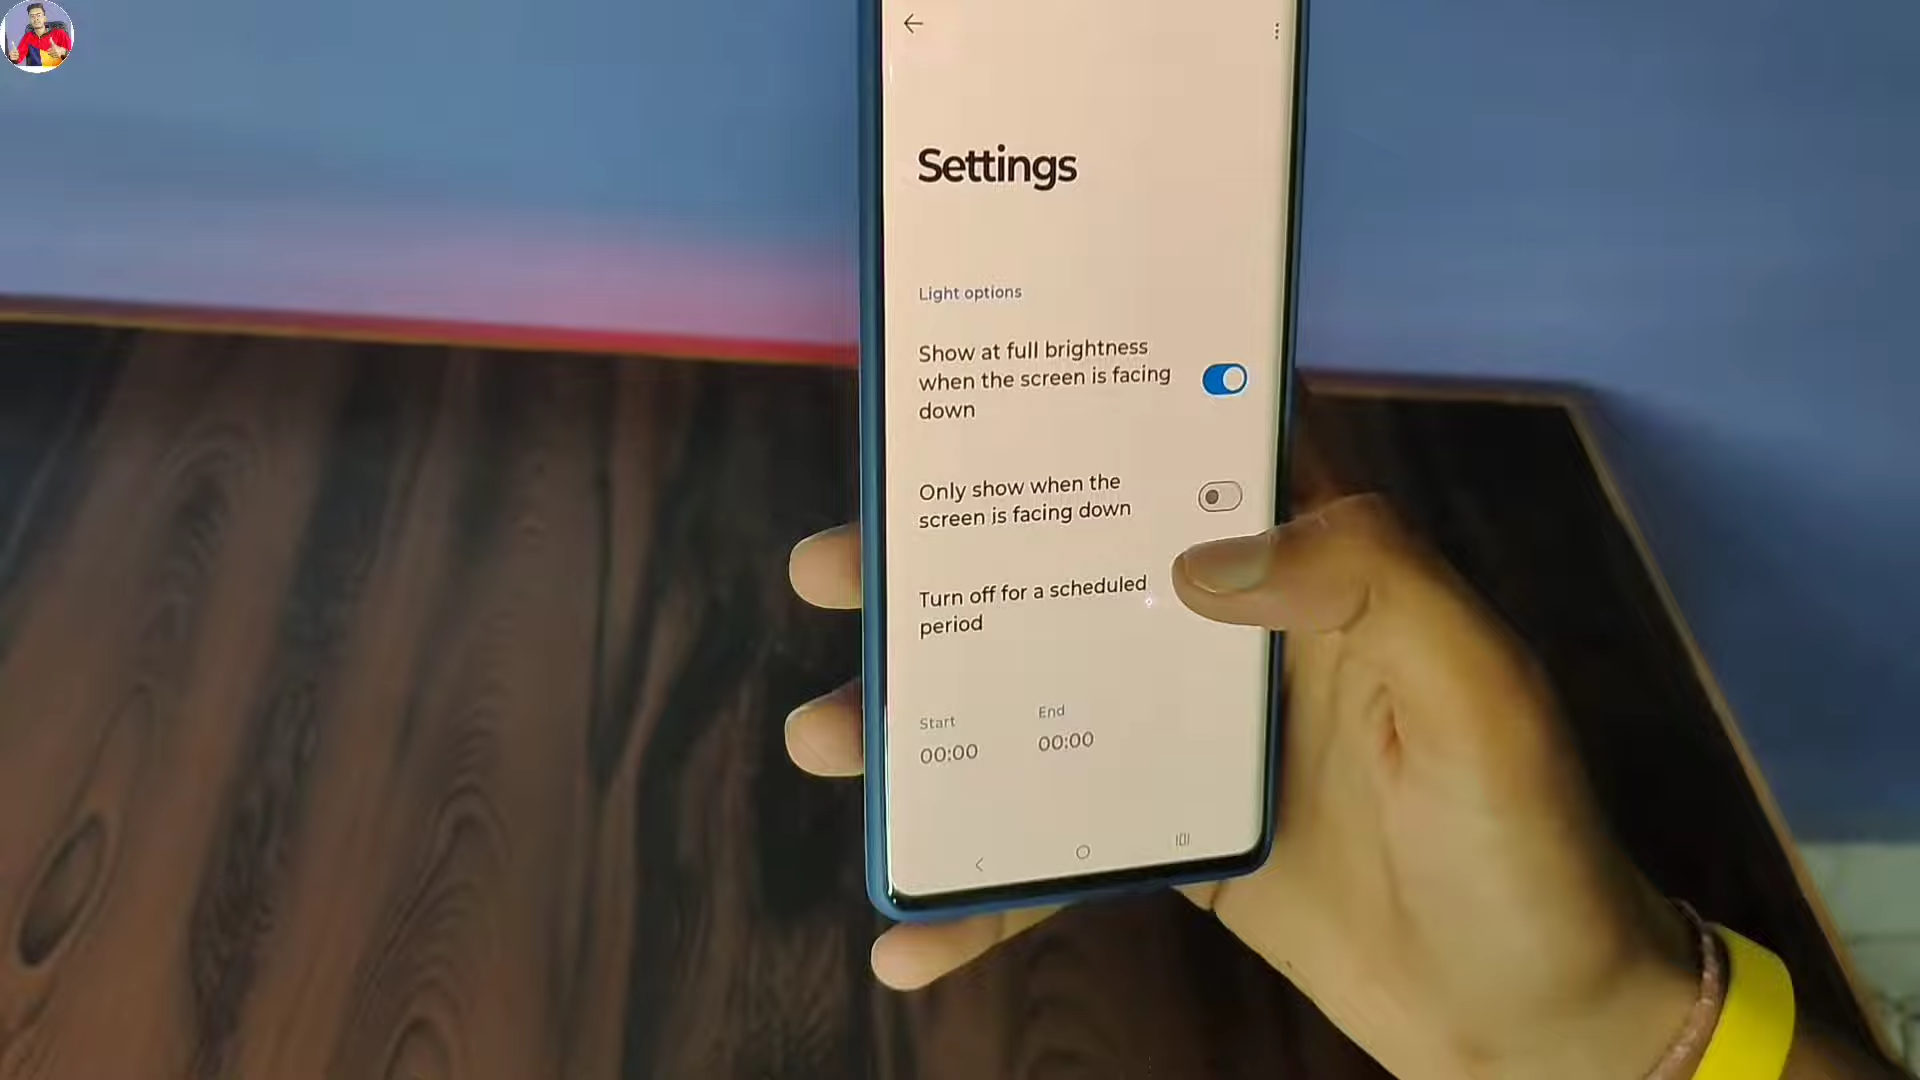 Settings
Light options
Show at full brightness
when the screen is facing
down
Only show when the
screen is facing down
Turn off for a scheduled
period
Start
End
00:00
00:00